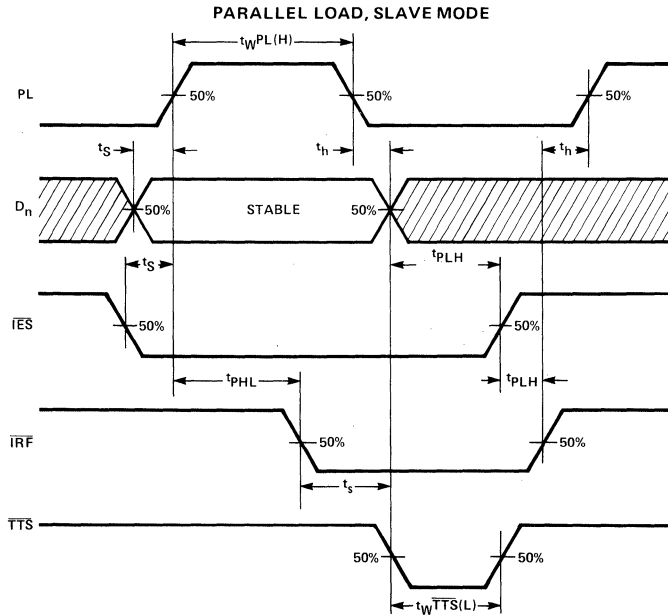 PARALLEL LOAD, SLAVE MODE
tWPL(H)
PL
50%
50%
50%
tS
th
th
Dn
50%
STABLE
50%
tS
tPLH
IES
50%
50%
tPHL
tPLH
IRF
50%
50%
ts
TTS
50%
50%
tWTTS(L)